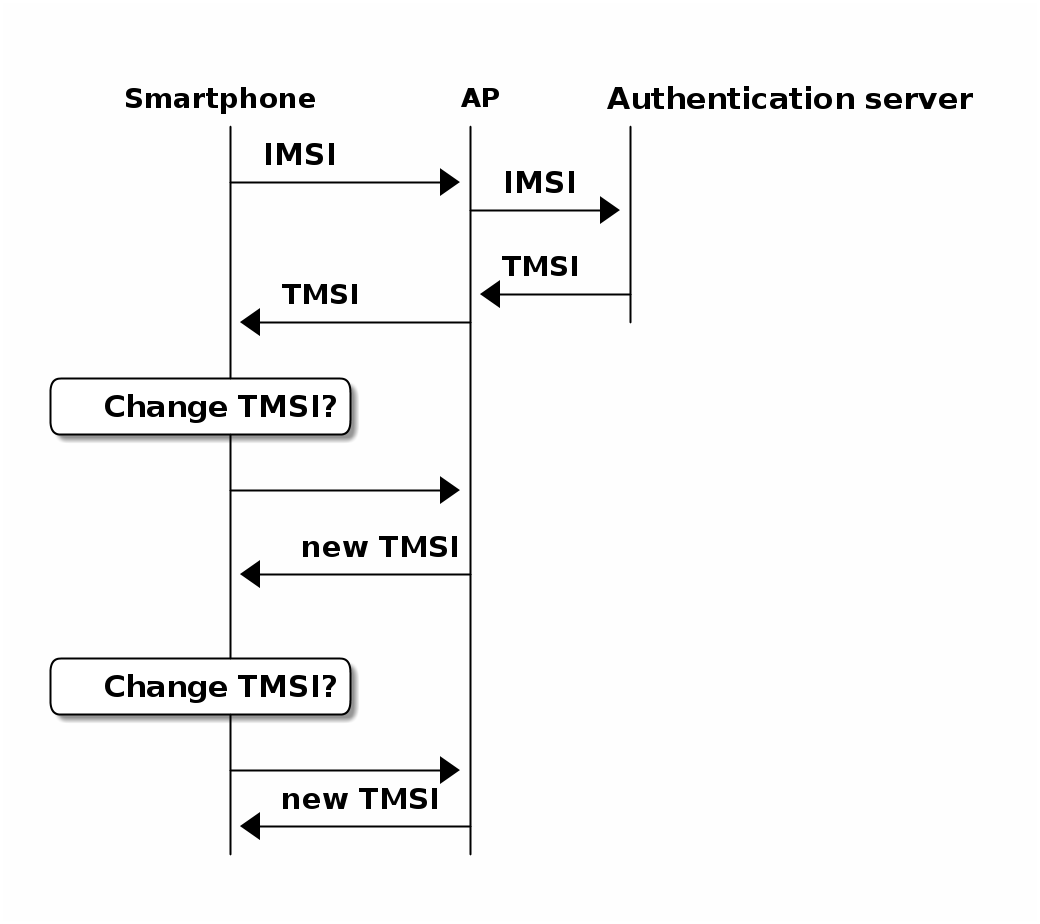 Smartphone
AP
Authentication server
IMSI
IMSI
TMSI
TMSI
Change TMSI?
new TMSI
Change TMSI?
new TMSI